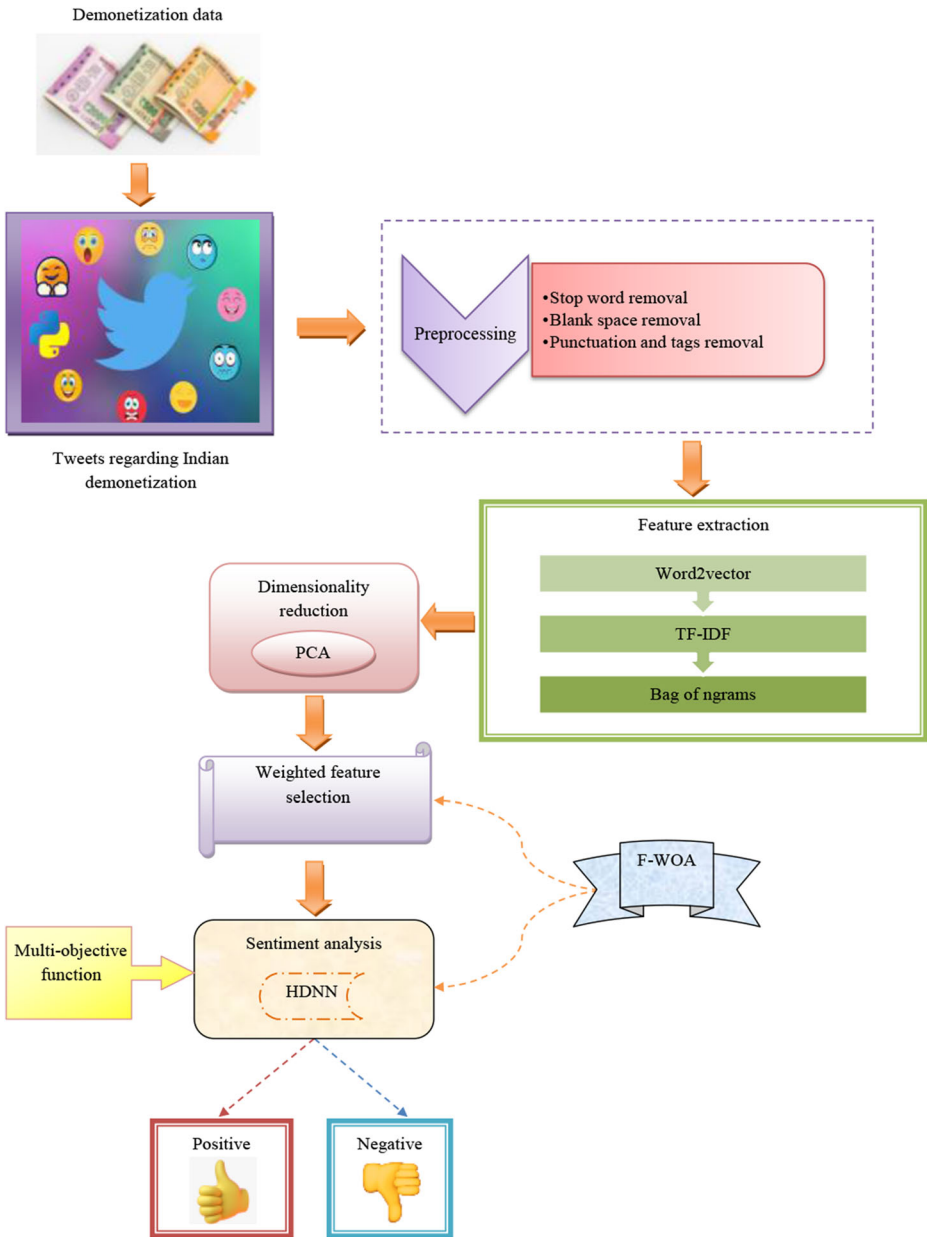 Demonetization data
Tweets regarding Indian
demonetization
Preprocessing
•Stop word removal
•Blank space removal
•Punctuation and tags removal
Feature extraction
Word2vector
TF-IDF
Bag of ngrams
Dimensionality
reduction
PCA
Weighted feature
selection
F-WOA
Multi-objective
function
Sentiment analysis
HDNN
Positive
Negative